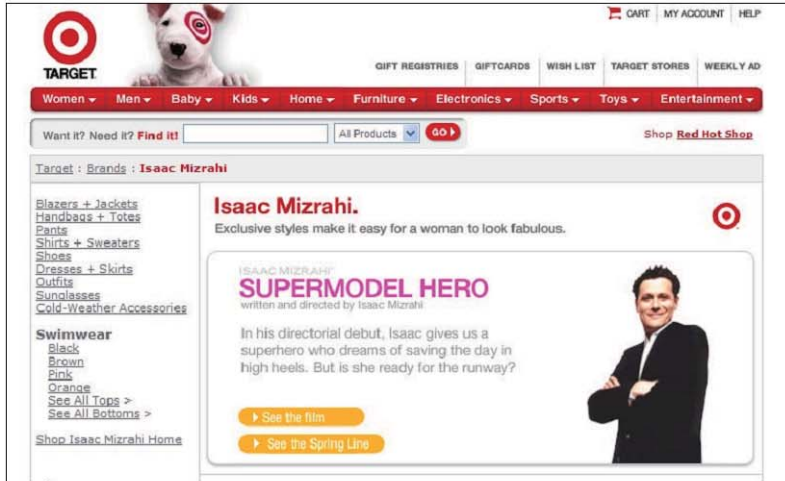 CART MY ACCOUNT HELP
TARGET
GIFT REGISTRIES GIFTCARDS WISH LIST TARGET STORES WEEKLY AD
Women Men Baby Kids Home Furniture Electronics Sports Toys Entertainment
Want it? Need it? Find it! All Products GO Shop Red Hot Shop
Target : Brands : Isaac Mizrahi
Blazers + Jackets
Handbags + Totes
Pants
Shirts + Sweaters
Shoes
Dresses + Skirts
Outfits
Sunglasses
Cold-Weather Accessories
Swimwear
Black
Brown
Pink
Orange
See All Tops >
See All Bottoms >
Shop Isaac Mizrahi Home
Isaac Mizrahi.
Exclusive styles make it easy for a woman to look fabulous.
ISAAC MIZRAHI'
SUPERMODEL HERO
written and directed by Isaac Mizrahi
In his directorial debut, Isaac gives us a
superhero who dreams of saving the day in
high heels. But is she ready for the runway?
See the film
See the Spring Line